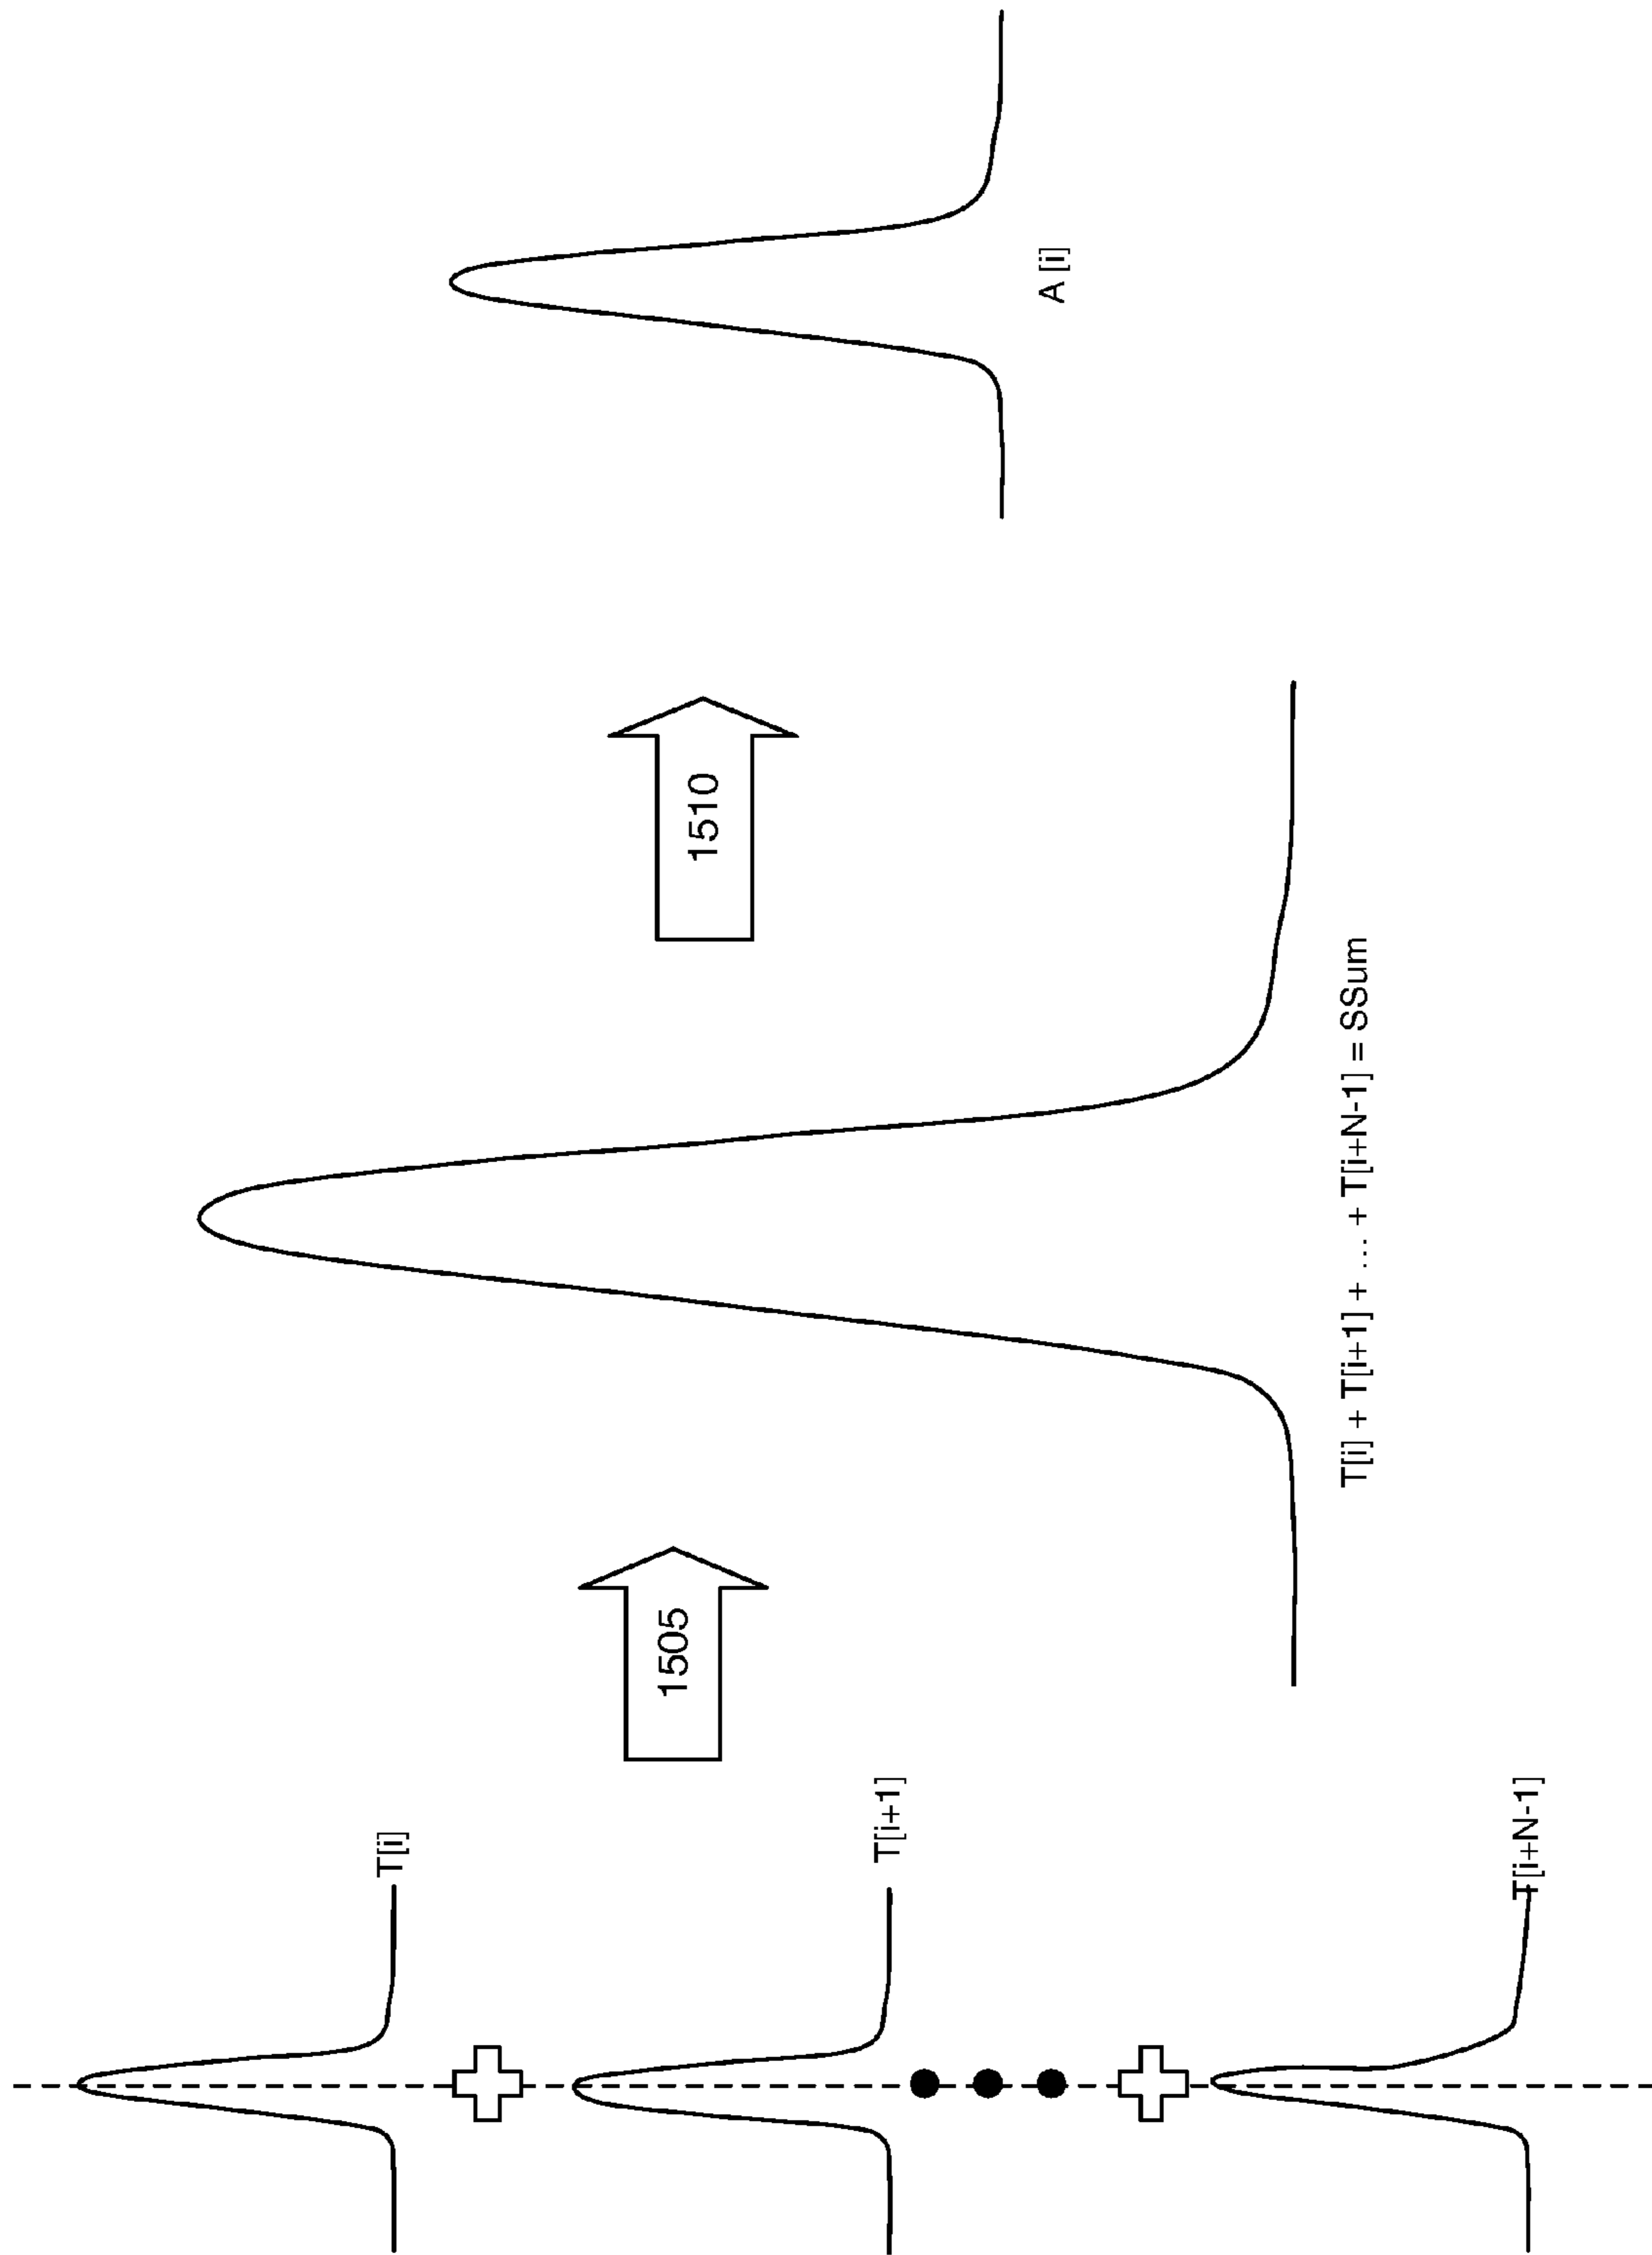 T[i]
T[i+1]
T[i+N-1]
1505
T[i] + T[i+1] + ... + T[i+N-1] = SSum
1510
A [i]